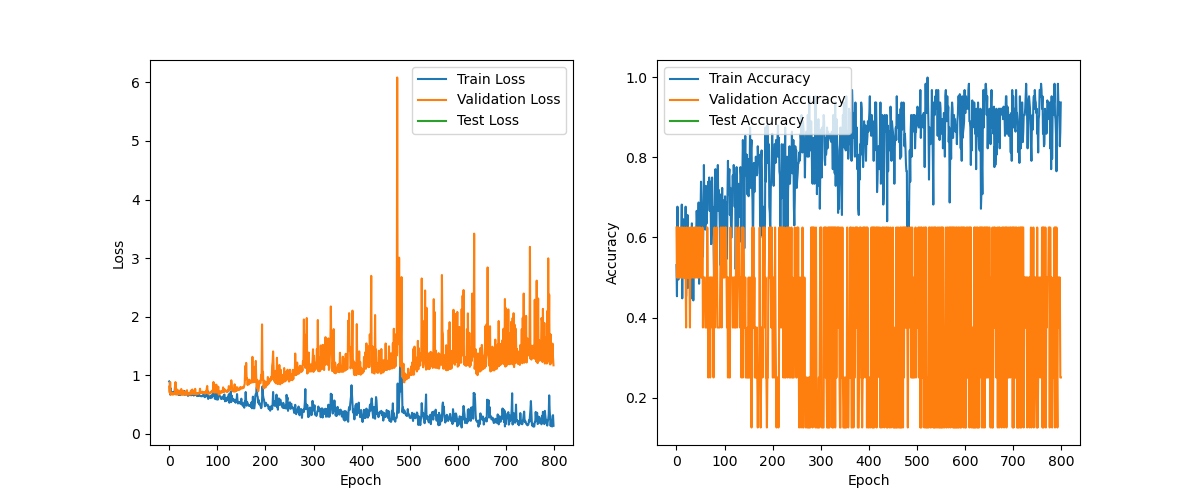 Train Loss
Validation Loss
Test Loss
6
5
4
3
2
1
0
Loss
0 100 200 300 400 500 600 700 800
Epoch
Train Accuracy
Validation Accuracy
Test Accuracy
1.0
0.8
0.6
0.4
0.2
Accuracy
0 100 200 300 400 500 600 700 800
Epoch